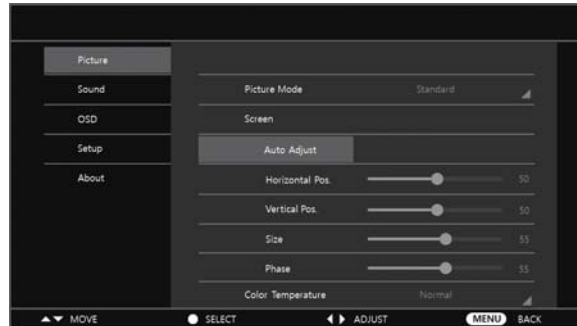 Picture
Sound
Picture Mode Standard
OSD
Screen
Setup
Auto Adjust
About
Horizontal Pos. 50
Vertical Pos. 50
Size 55
Phase 55
Color Temperature Normal
MOVE SELECT ADJUST MENU BACK